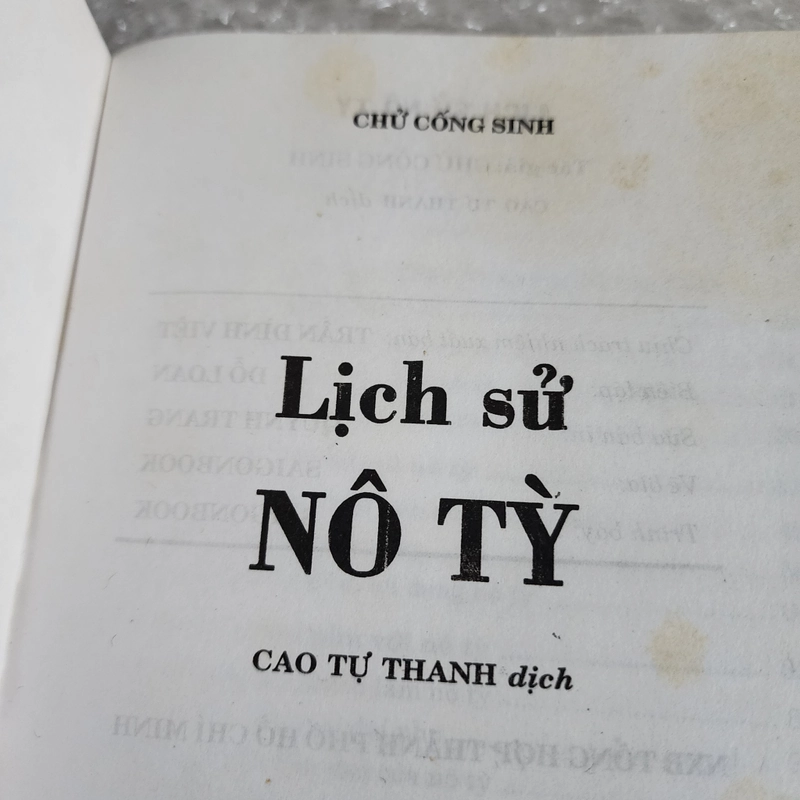 CHỬ CỐNG SINH
Lịch sử
NÔ TỲ
CAO TỰ THANH dịch